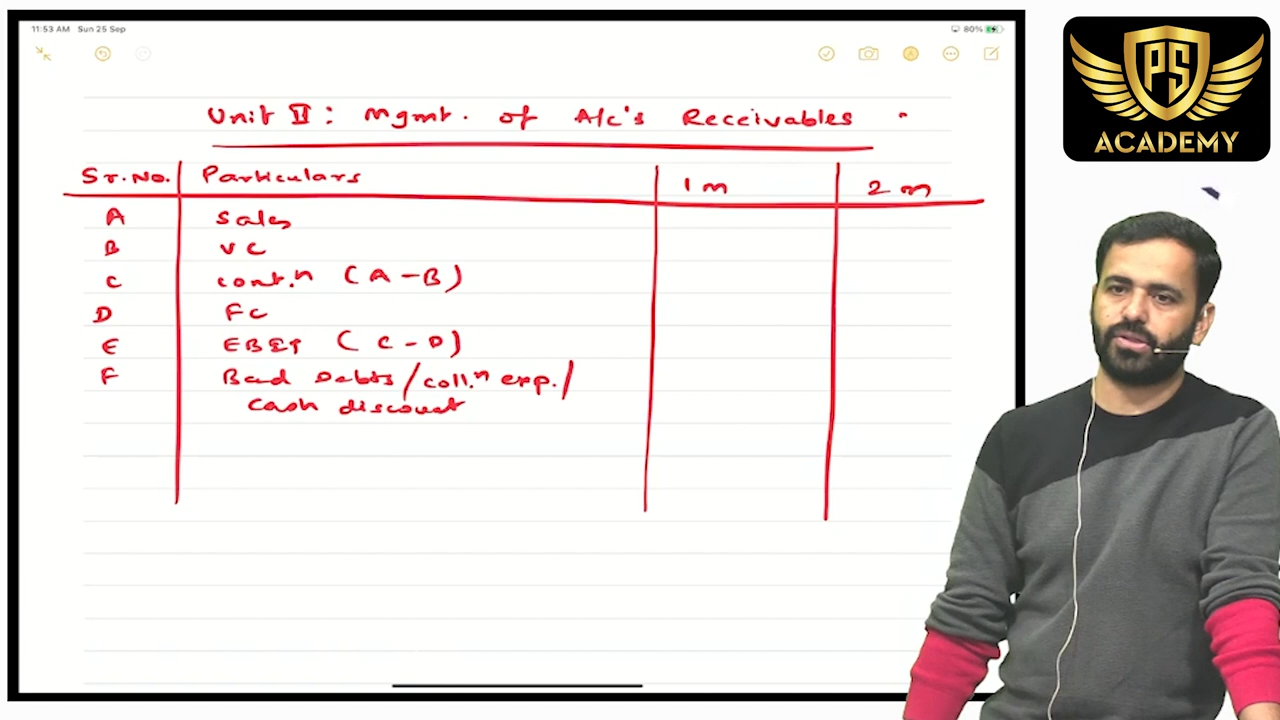 11:53 AM Sun 25 Sep
80%
PS
ACADEMY
Unit II : Mgmt. of A/c's Receivables
Sr. No. Particulars 1 m 2 m
A Sales
B VC
C Cont.n (A - B)
D FC
E EBIT (C - D)
F Bad Debts / coll.n exp. /
cash discount